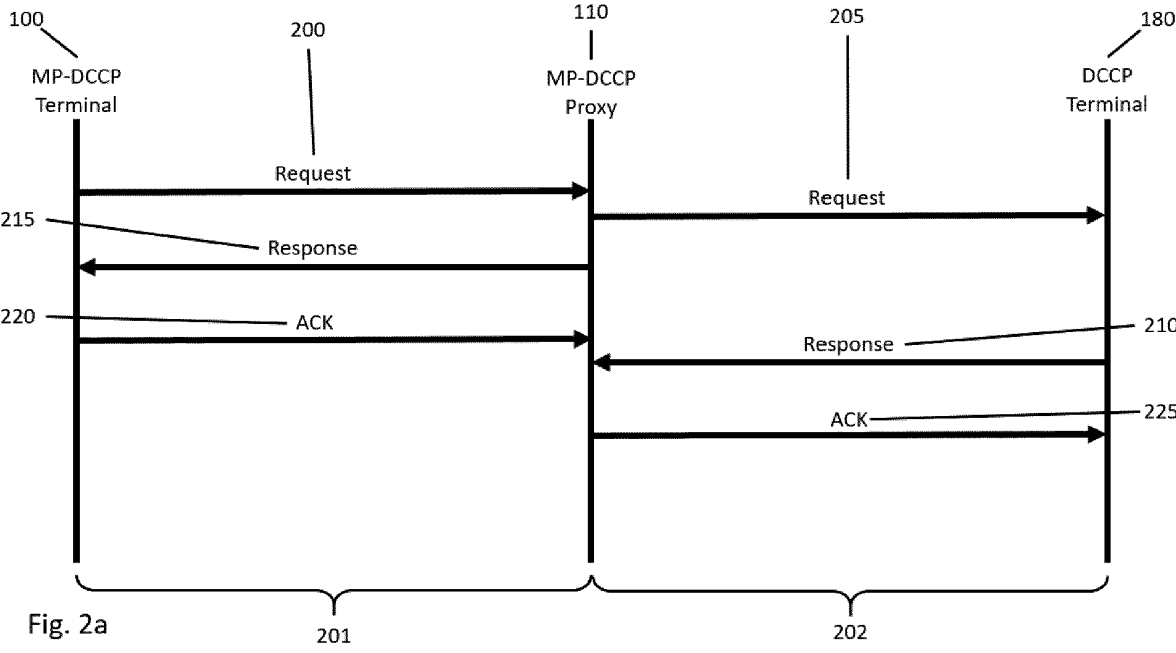 100
200
110
205
180
MP-DCCP
Terminal
MP-DCCP
Proxy
DCCP
Terminal
Request
Request
215
Response
220
ACK
210
Response
225
ACK
Fig. 2a
201
202